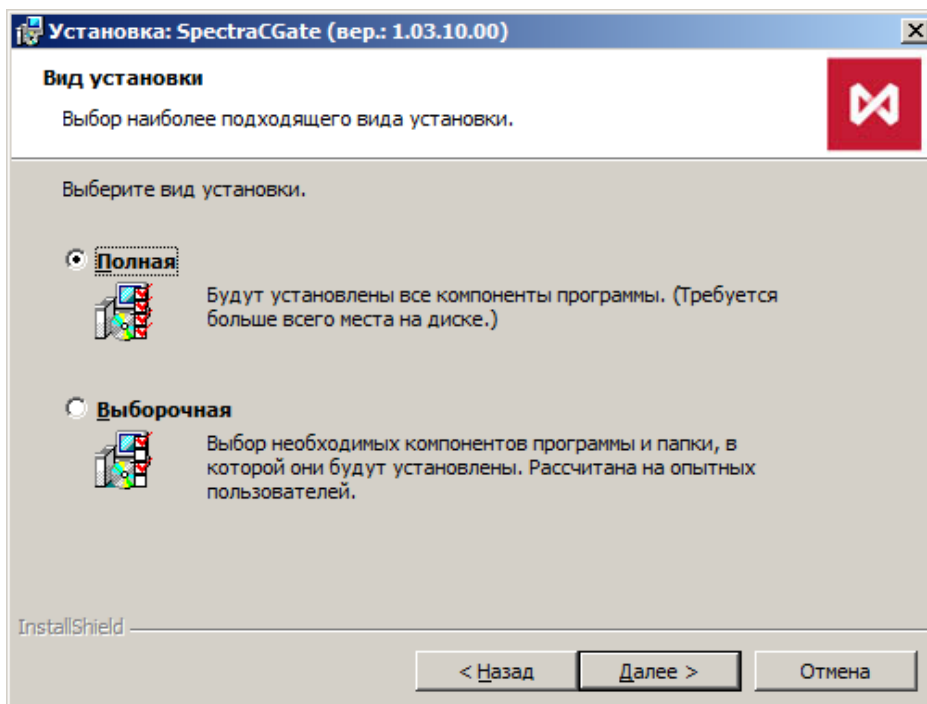 Установка: SpectraCGate (вер.: 1.03.10.00)
Вид установки
Выбор наиболее подходящего вида установки.
Выберите вид установки.
Полная
Будут установлены все компоненты программы. (Требуется
больше всего места на диске.)
Выборочная
Выбор необходимых компонентов программы и папки, в
которой они будут установлены. Рассчитана на опытных
пользователей.
InstallShield
< Назад
Далее >
Отмена